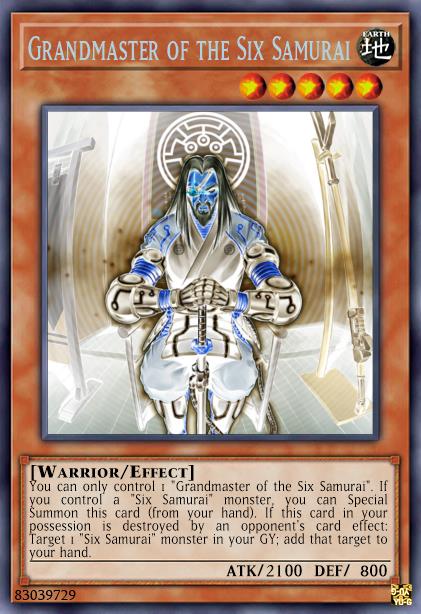 Grandmaster of the Six Samurai
EARTH
地
[Warrior/Effect]
You can only control 1 "Grandmaster of the Six Samurai". If
you control a "Six Samurai" monster, you can Special
Summon this card (from your hand). If this card in your
possession is destroyed by an opponent's card effect:
Target 1 "Six Samurai" monster in your GY; add that target to
your hand.
ATK/2100 DEF/ 800
83039729